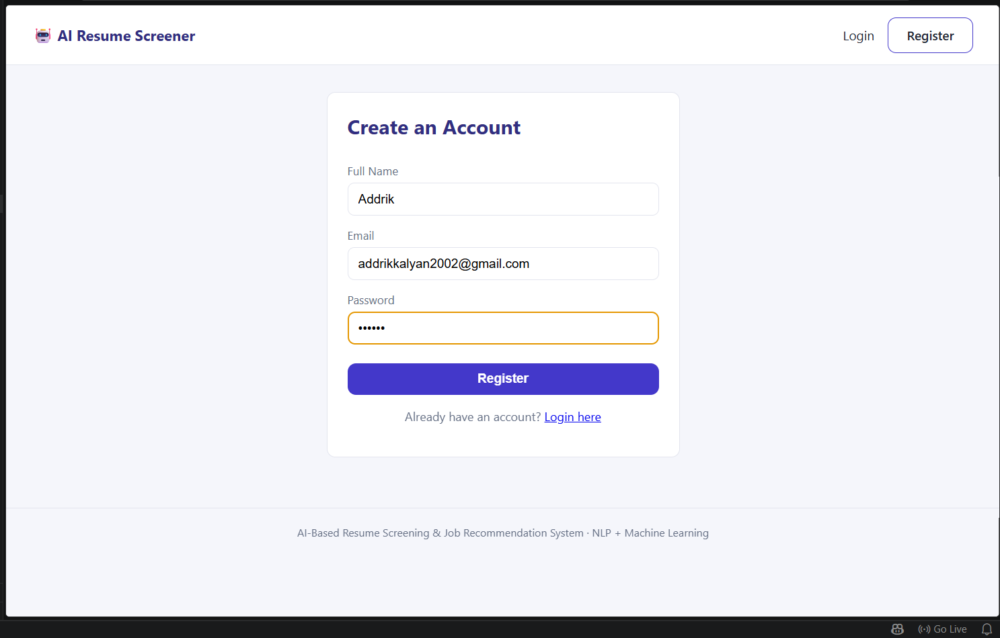 AI Resume Screener
Login
Register
Create an Account
Full Name
Addrik
Email
addrikkalyan2002@gmail.com
Password
••••••
Register
Already have an account? Login here
AI-Based Resume Screening & Job Recommendation System · NLP + Machine Learning
Go Live